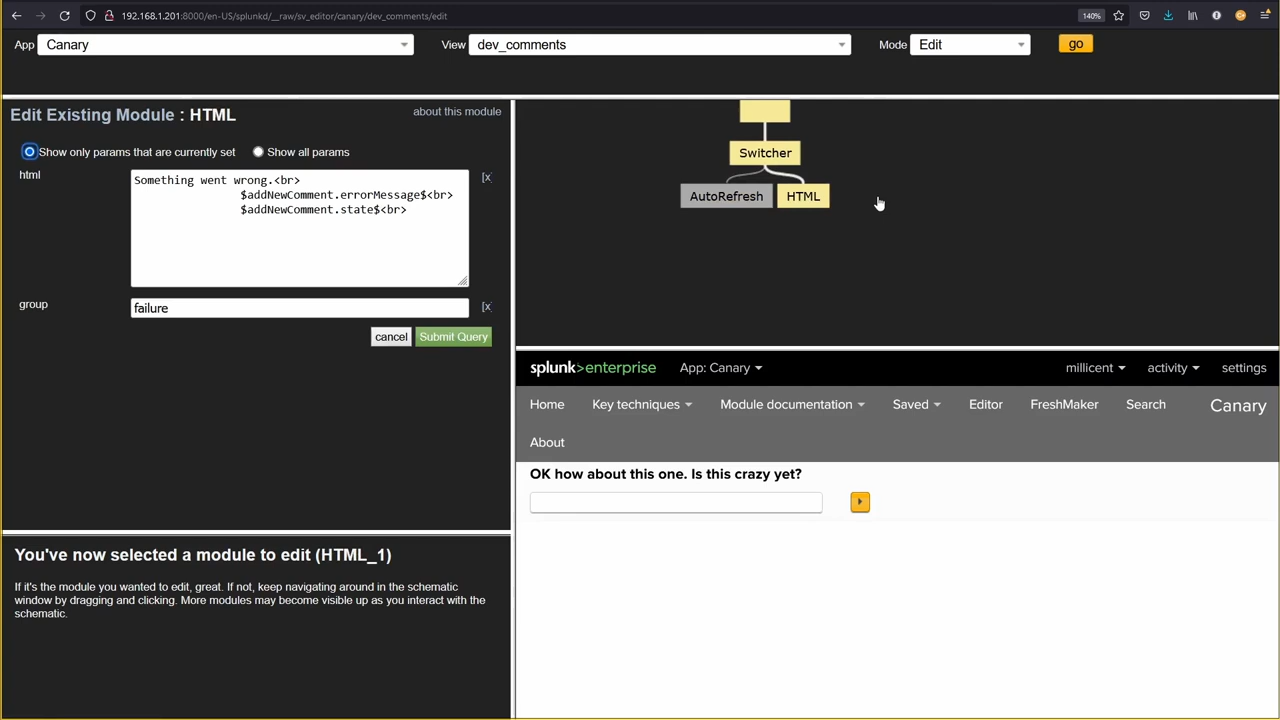 192.168.1.201:8000/en-US/splunkd/__raw/sv_editor/canary/dev_comments/edit
140%
App Canary View dev_comments Mode Edit go
Edit Existing Module : HTML
about this module
Show only params that are currently set Show all params
html
Something went wrong.<br>
$addNewComment.errorMessage$<br>
$addNewComment.state$<br>
[x
group
failure
[x
cancel Submit Query
You've now selected a module to edit (HTML_1)
If it's the module you wanted to edit, great. If not, keep navigating around in the schematic
window by dragging and clicking. More modules may become visible up as you interact with the
schematic.
Switcher
AutoRefresh HTML
splunk>enterprise App: Canary millicent activity settings
Home Key techniques Module documentation Saved Editor FreshMaker Search Canary
About
OK how about this one. Is this crazy yet?